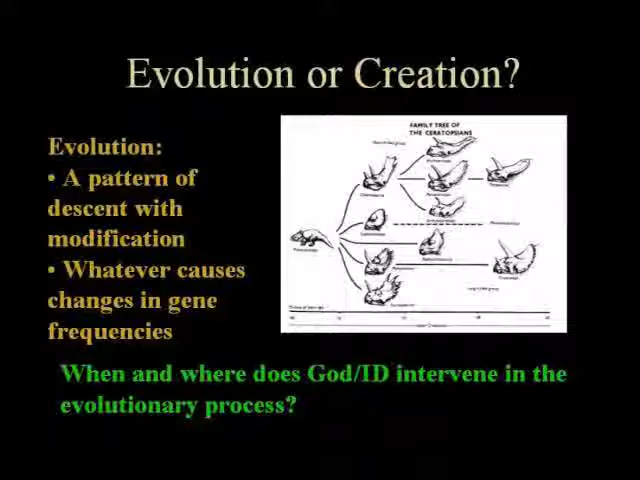 Evolution or Creation?
Evolution:
• A pattern of
descent with
modification
• Whatever causes
changes in gene
frequencies
FAMILY TREE OF
THE CERATOPSIANS
When and where does God/ID intervene in the
evolutionary process?